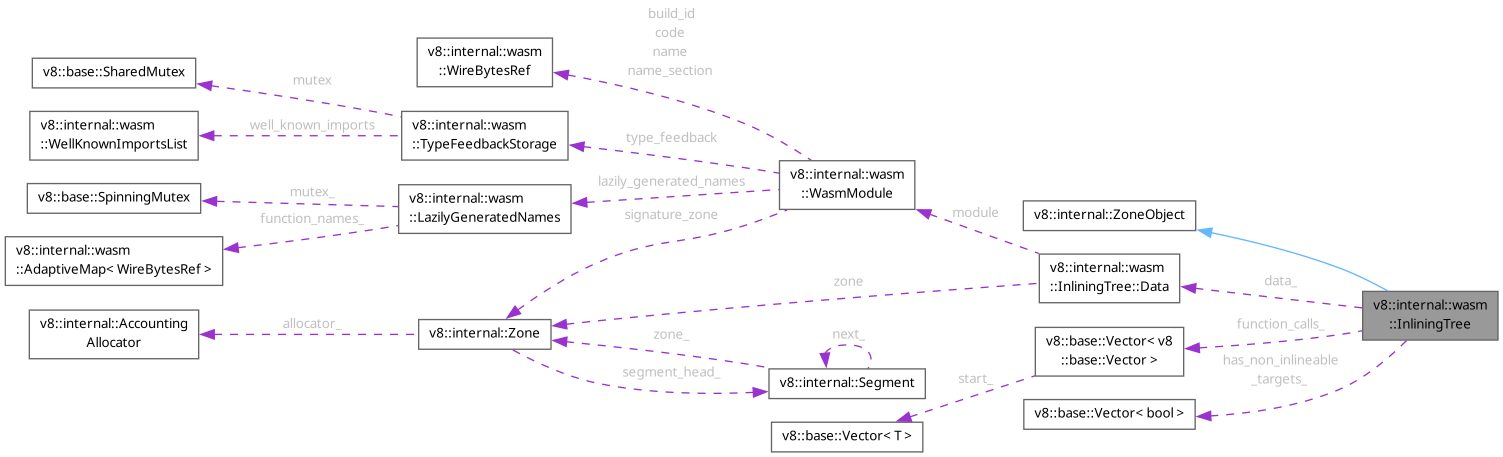 build_id
code
name
name_section
v8::internal::wasm
::WireBytesRef
v8::base::SharedMutex
mutex
v8::internal::wasm
::WellKnownImportsList
well_known_imports
v8::internal::wasm
::TypeFeedbackStorage
type_feedback
v8::internal::wasm
::WasmModule
lazily_generated_names
v8::base::SpinningMutex
mutex_
v8::internal::wasm
::LazilyGeneratedNames
function_names_
v8::internal::wasm
::AdaptiveMap< WireBytesRef >
signature_zone
module
v8::internal::ZoneObject
v8::internal::wasm
::InliningTree::Data
data_
zone
v8::internal::wasm
::InliningTree
v8::internal::Accounting
Allocator
allocator_
v8::internal::Zone
zone_
next_
function_calls_
v8::base::Vector< v8
::base::Vector >
has_non_inlineable
_targets_
segment_head_
v8::internal::Segment
start_
v8::base::Vector< bool >
v8::base::Vector< T >